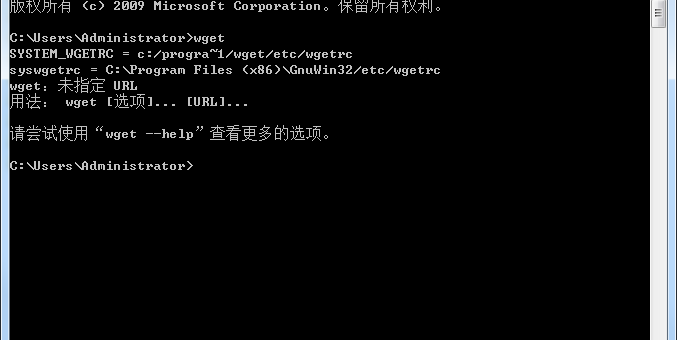 版权所有 (c) 2009 Microsoft Corporation。保留所有权利。
C:\Users\Administrator>wget
SYSTEM_WGETRC = c:/progra~1/wget/etc/wgetrc
syswgetrc = C:\Program Files (x86)\GnuWin32/etc/wgetrc
wget: 未指定 URL
用法： wget [选项]... [URL]...
请尝试使用“wget --help”查看更多的选项。
C:\Users\Administrator>